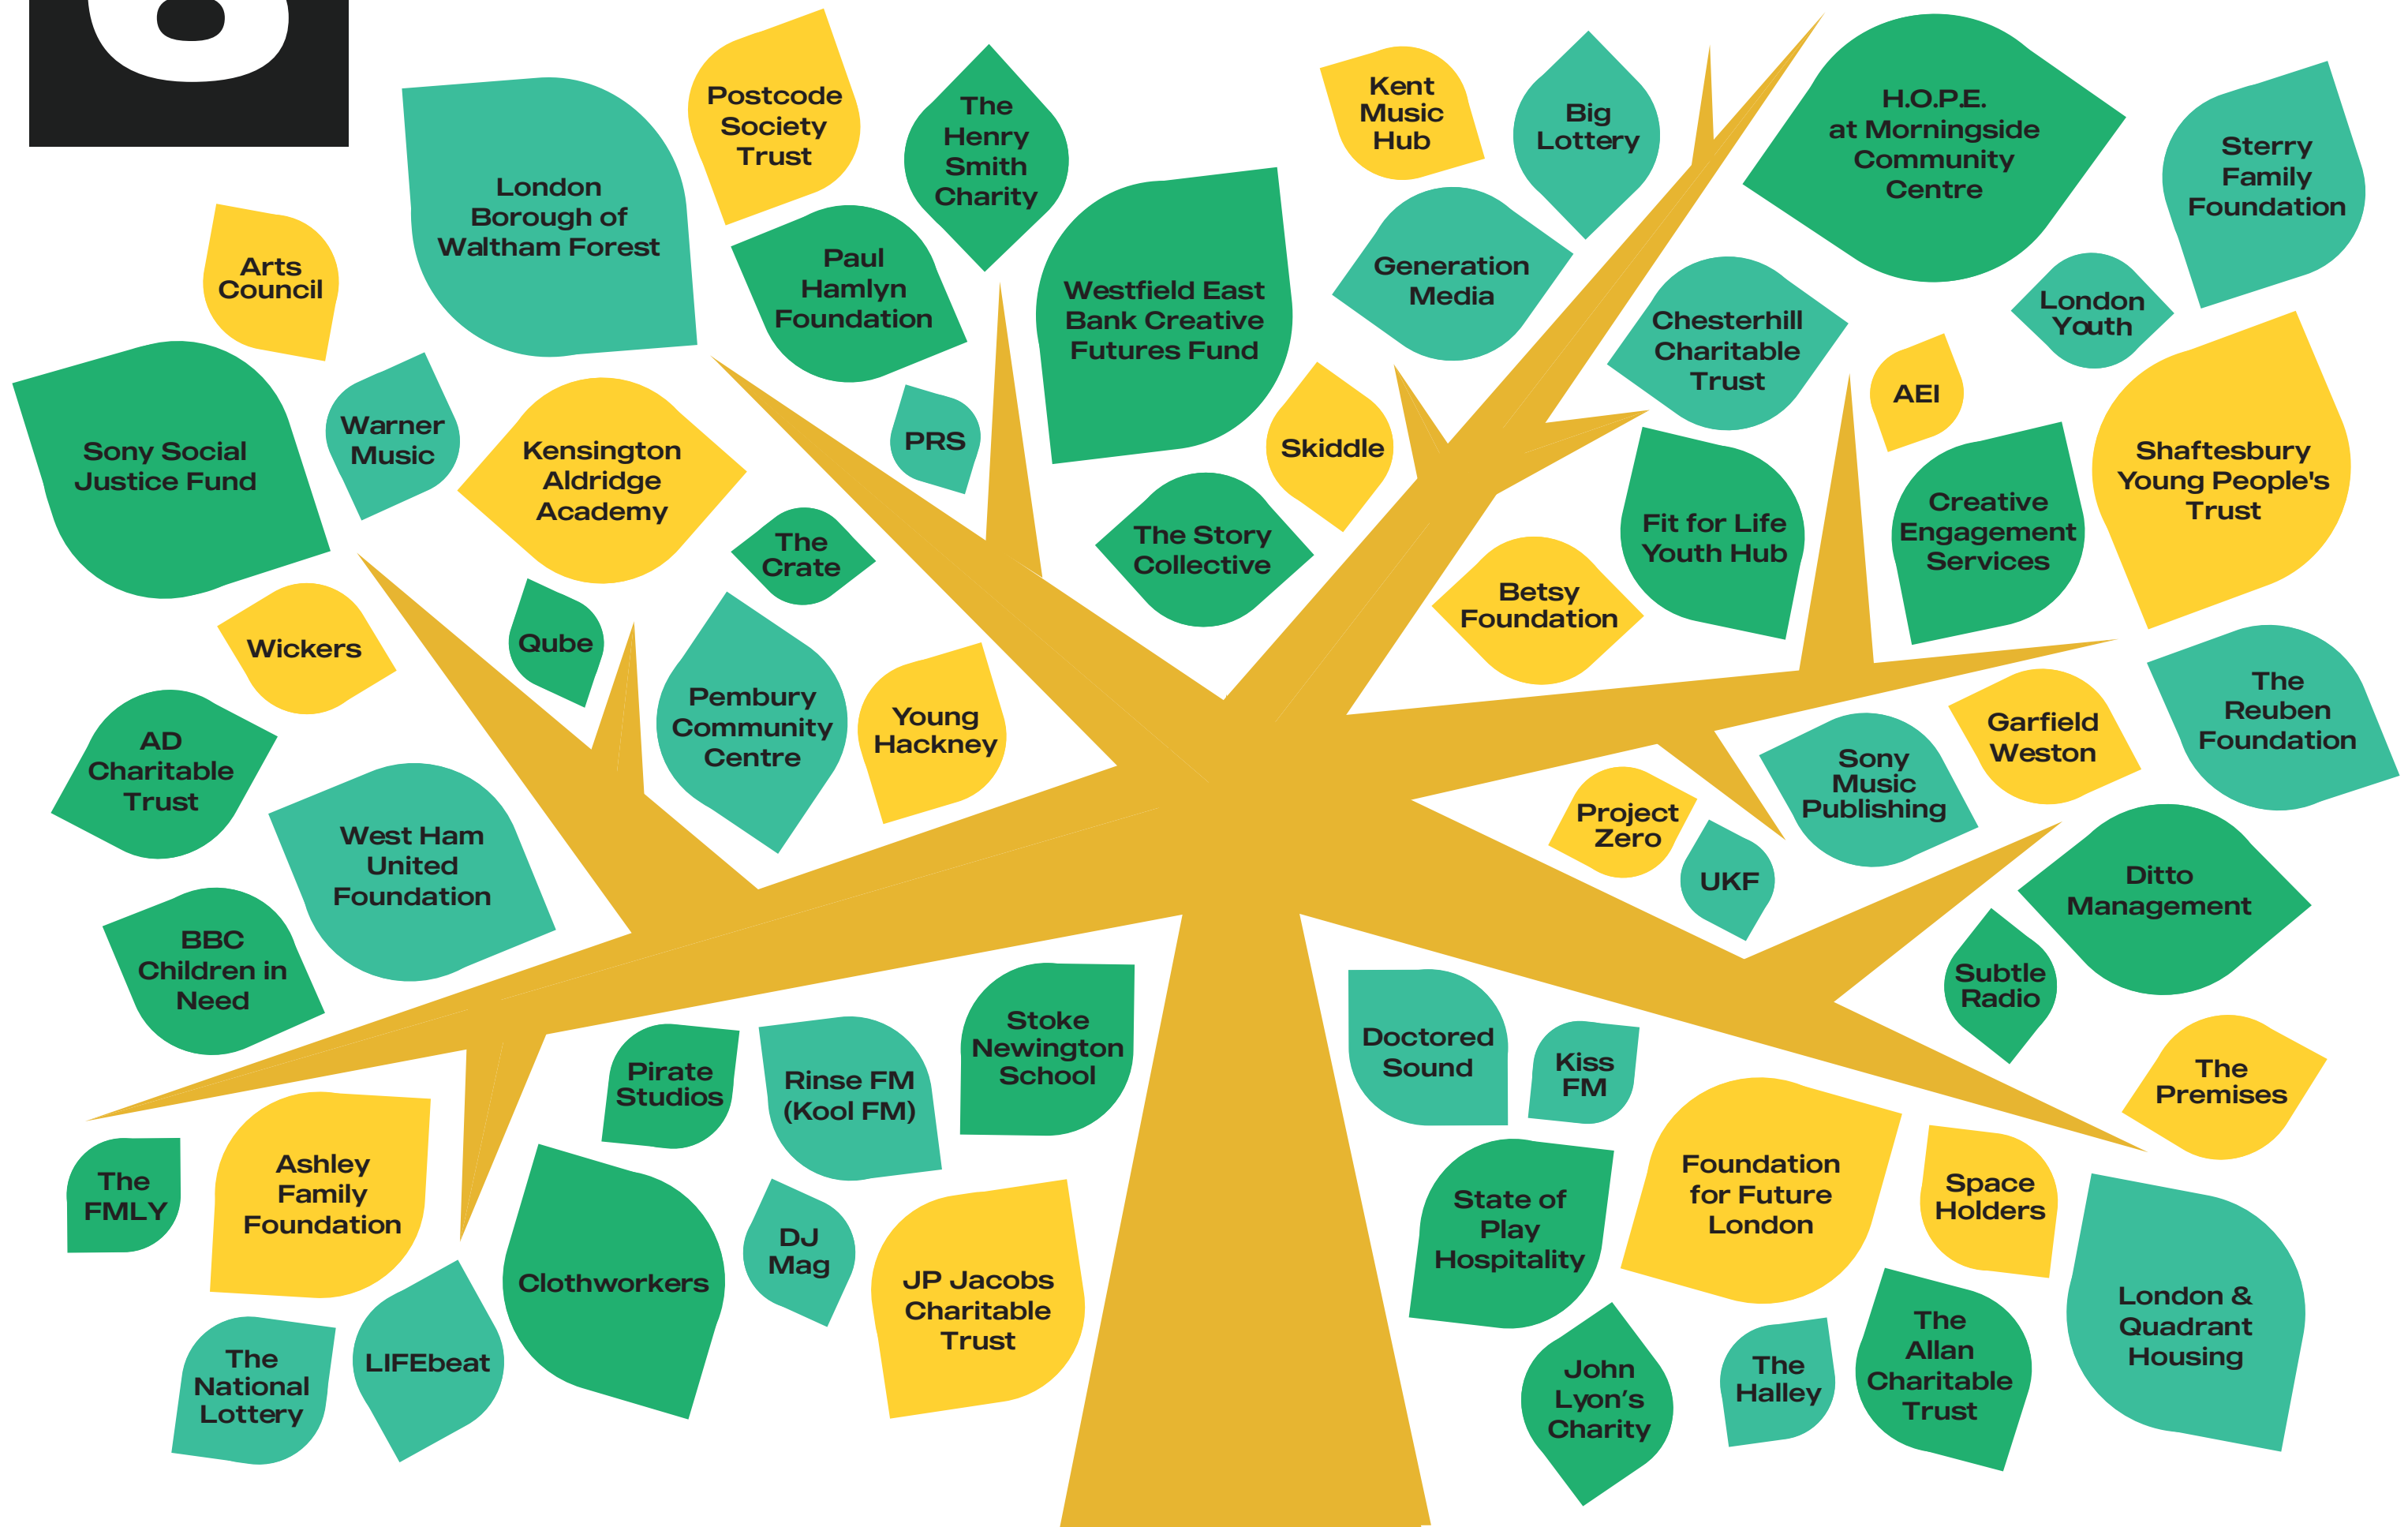 Postcode
Society
Trust
The
Henry
Smith
Charity
Kent
Music
Hub
Big
Lottery
H.O.P.E.
at Morningside
Community
Centre
Sterry
Family
Foundation
London
Borough of
Waltham Forest
Arts
Council
Paul
Hamlyn
Foundation
Westfield East
Bank Creative
Futures Fund
Generation
Media
Chesterhill
Charitable
Trust
London
Youth
AEI
Sony Social
Justice Fund
Warner
Music
Kensington
Aldridge
Academy
PRS
Skiddle
The Story
Collective
Fit for Life
Youth Hub
Creative
Engagement
Services
Shaftesbury
Young People's
Trust
The
Crate
Wickers
Qube
Betsy
Foundation
Pembury
Community
Centre
Young
Hackney
AD
Charitable
Trust
West Ham
United
Foundation
Project
Zero
UKF
Sony
Music
Publishing
Garfield
Weston
The
Reuben
Foundation
Ditto
Management
BBC
Children in
Need
Subtle
Radio
Pirate
Studios
Rinse FM
(Kool FM)
Stoke
Newington
School
Doctored
Sound
Kiss
FM
The
Premises
The
FMLY
Ashley
Family
Foundation
Clothworkers
DJ
Mag
JP Jacobs
Charitable
Trust
State of
Play
Hospitality
Foundation
for Future
London
Space
Holders
London &
Quadrant
Housing
The
National
Lottery
LIFEbeat
John
Lyon’s
Charity
The
Halley
The
Allan
Charitable
Trust